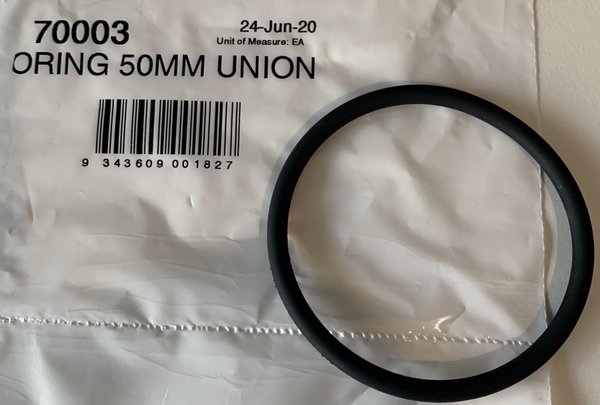 70003
24-Jun-20
Unit of Measure: EA
ORING 50MM UNION
9 343609 001827